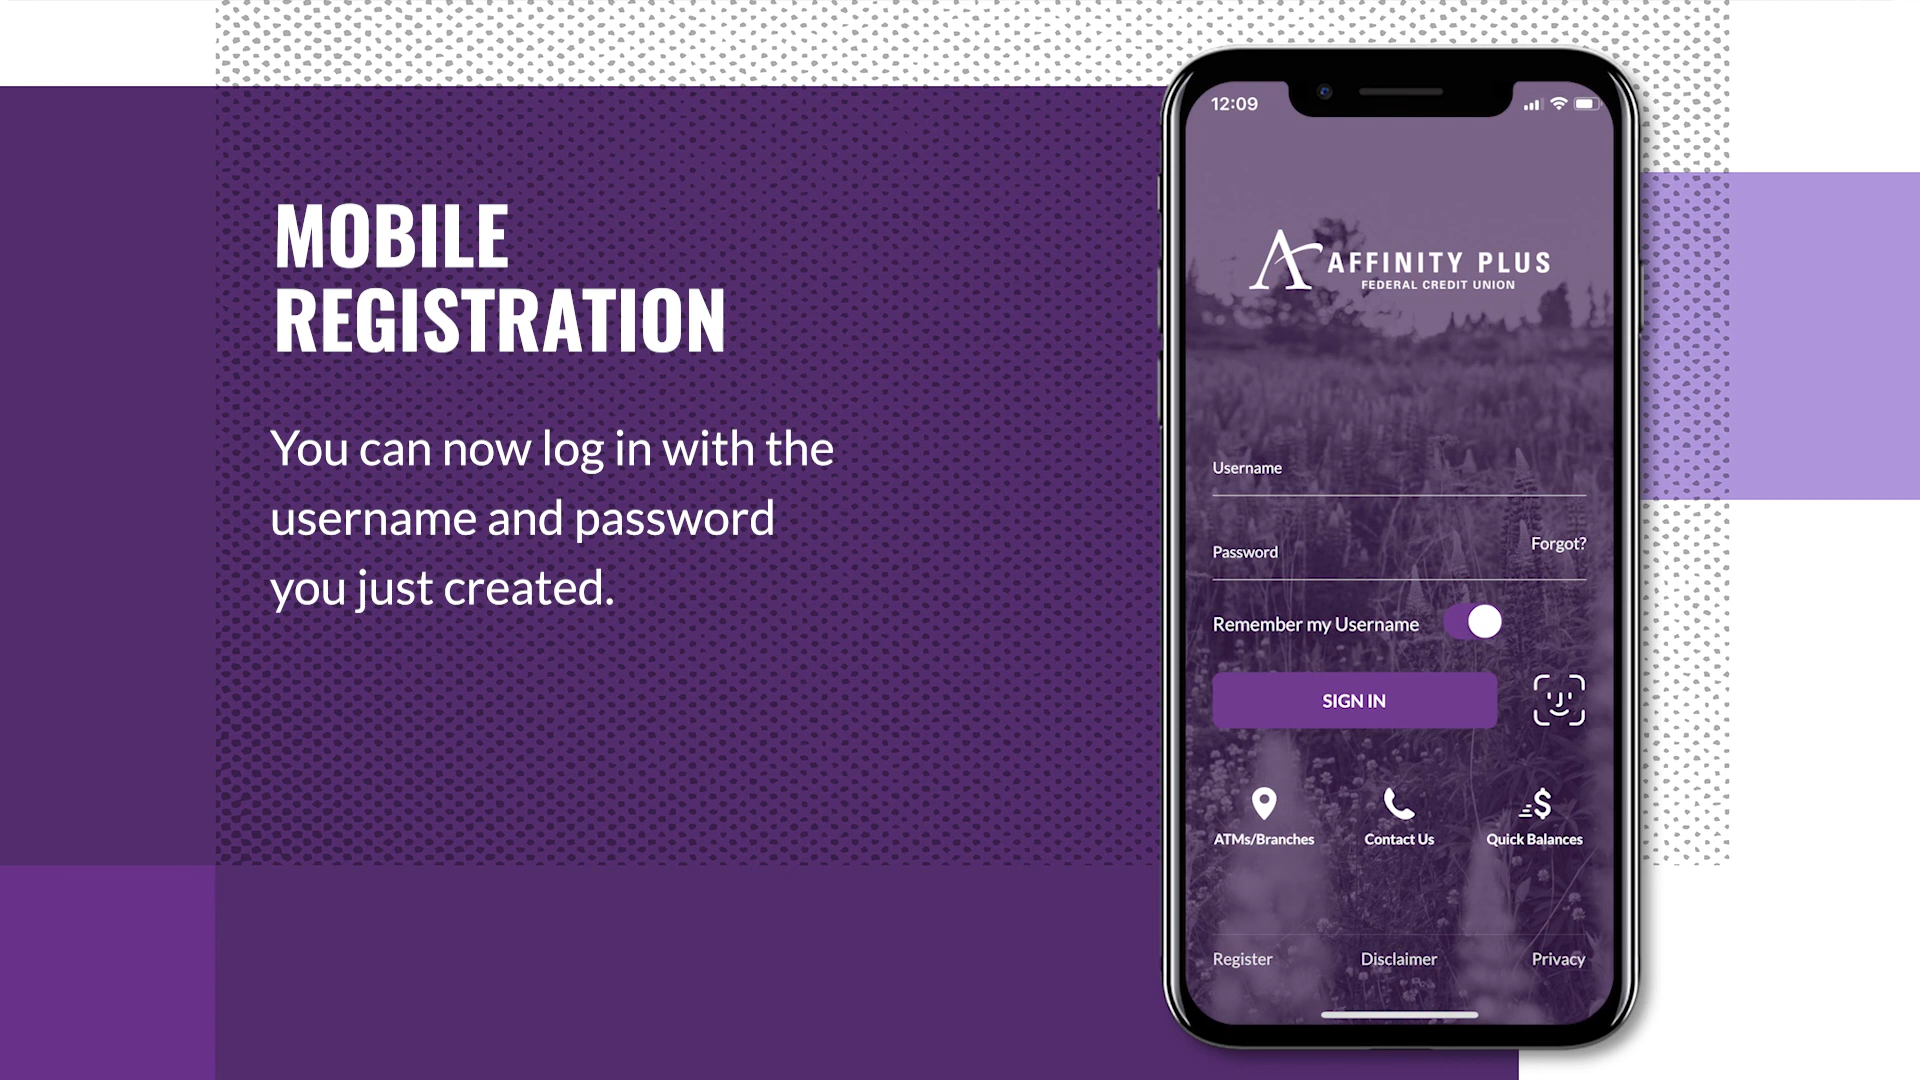 MOBILE
REGISTRATION
You can now log in with the
username and password
you just created.
12:09
AFFINITY PLUS
FEDERAL CREDIT UNION
Username
Password
Forgot?
Remember my Username
SIGN IN
ATMs/Branches
Contact Us
Quick Balances
Register
Disclaimer
Privacy